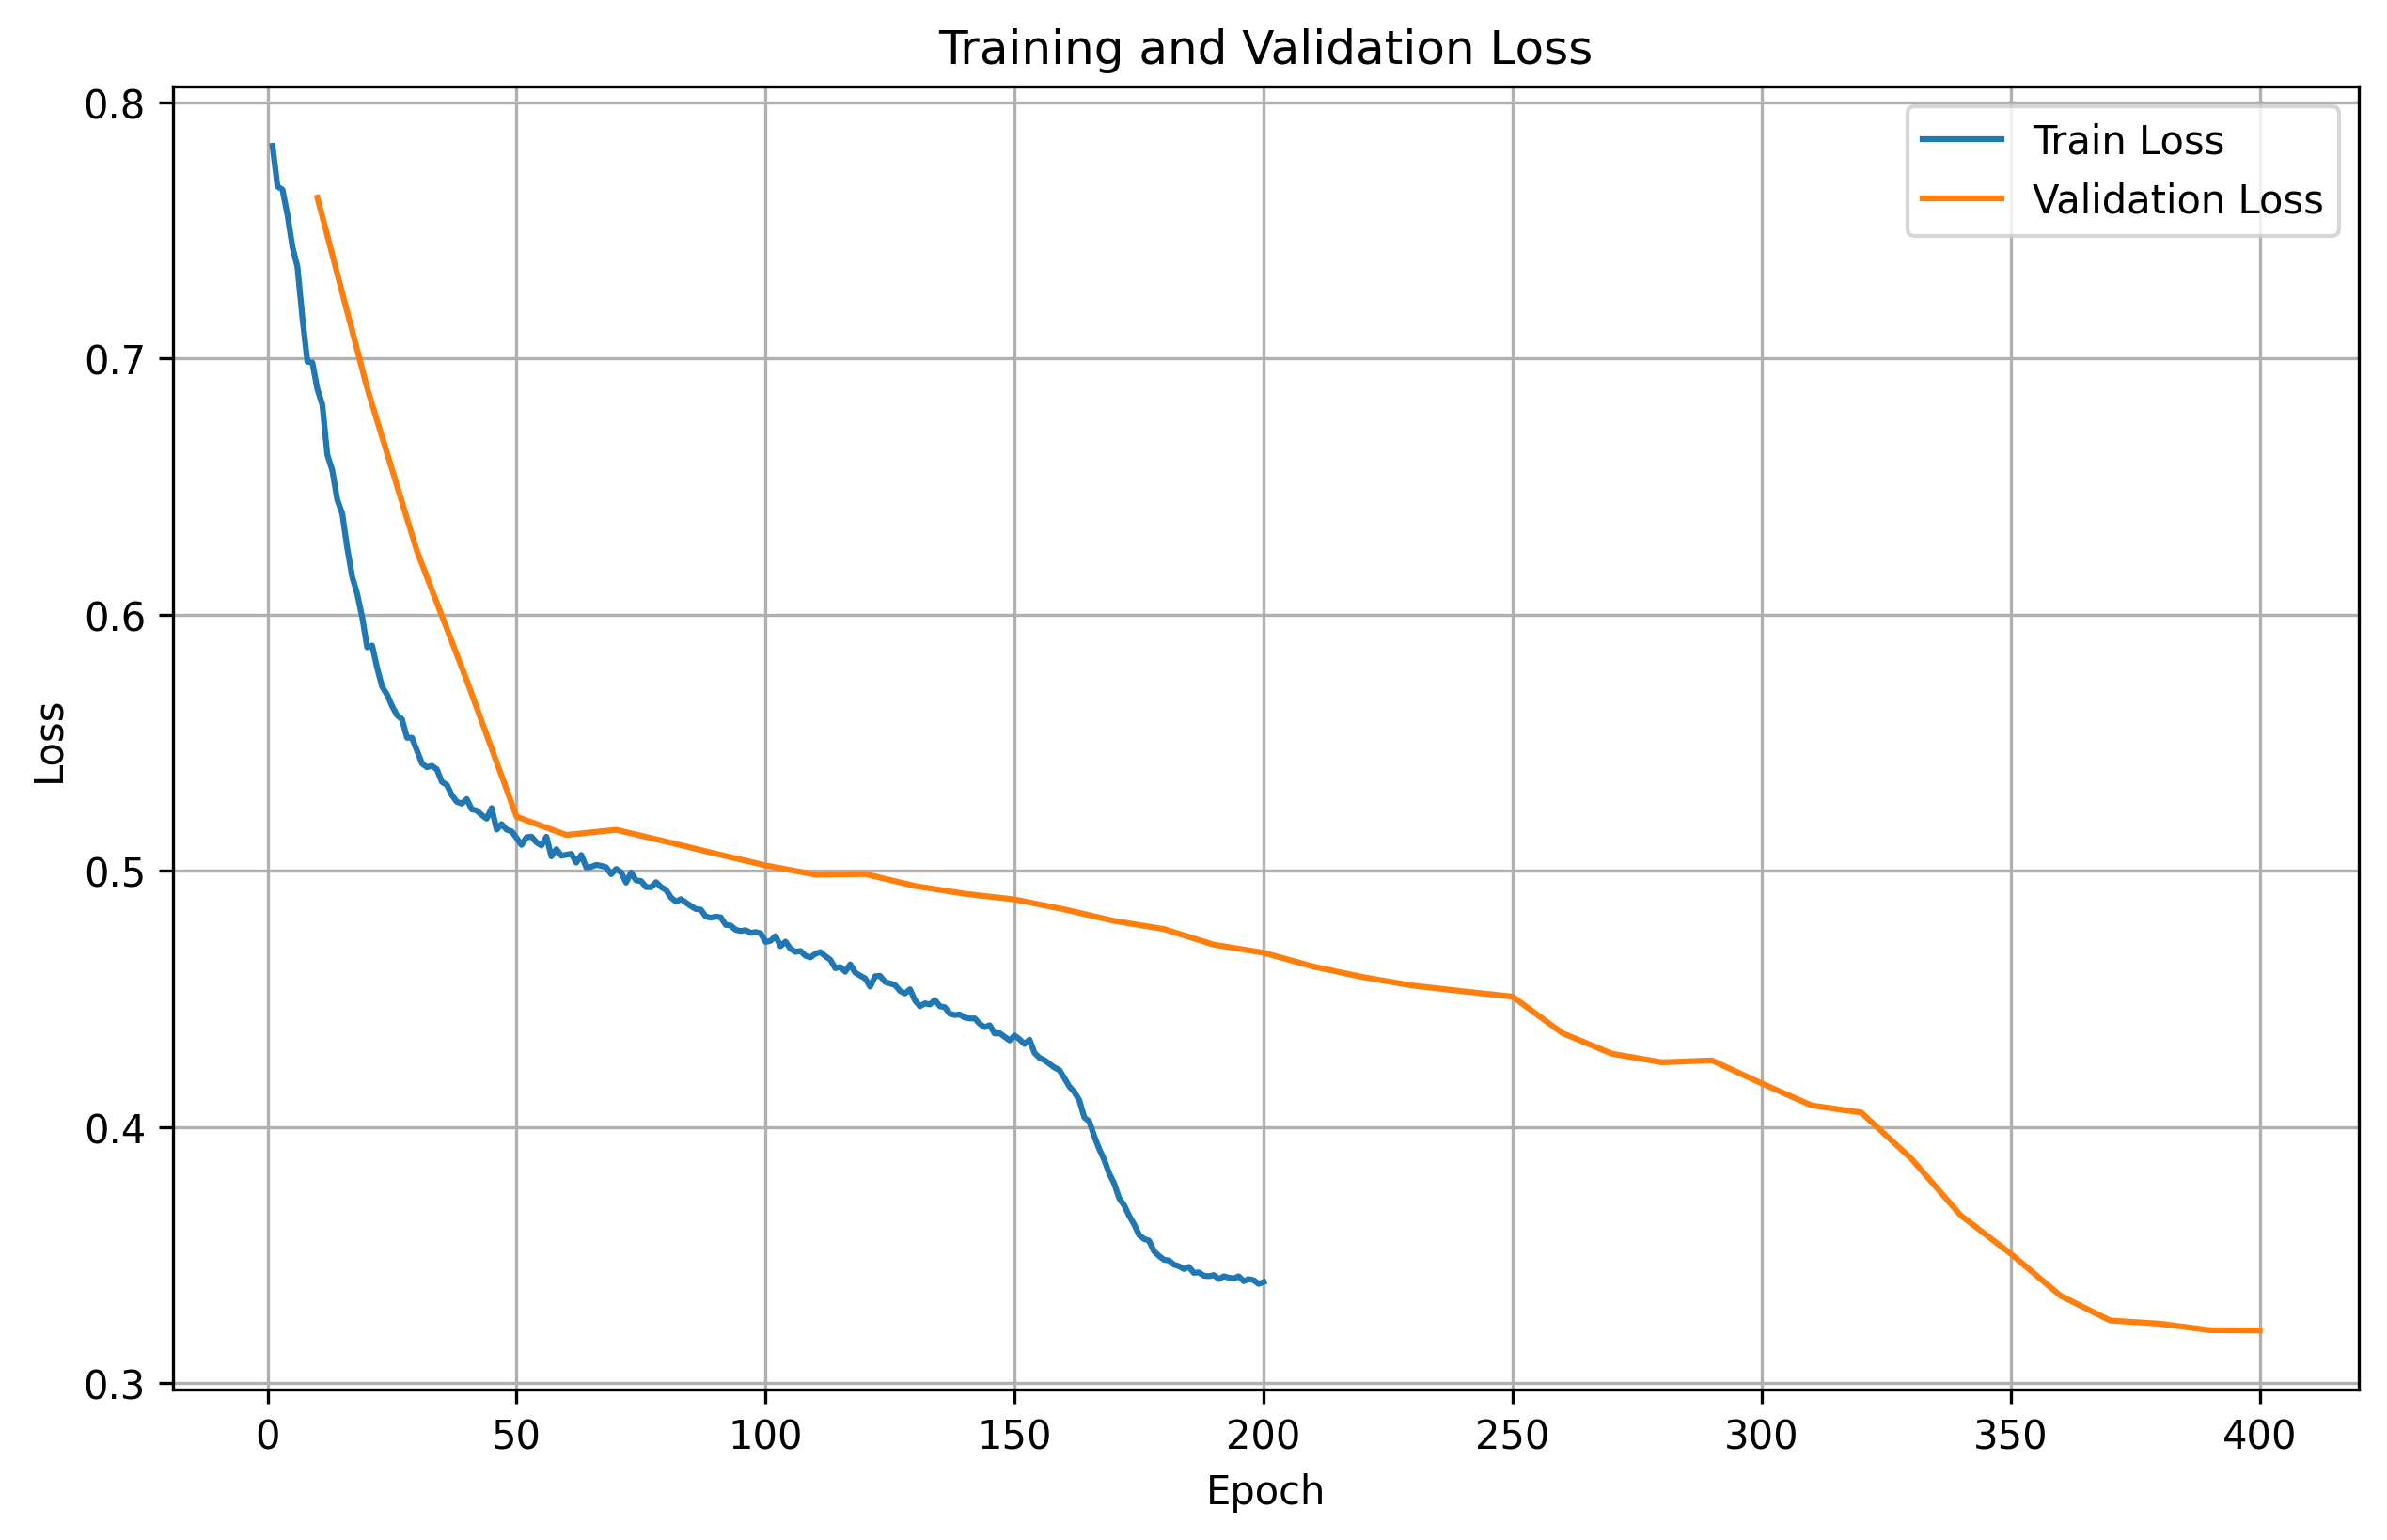 Training and Validation Loss
Train Loss
Validation Loss
0.8
0.7
0.6
0.5
0.4
0.3
Loss
0 50 100 150 200 250 300 350 400
Epoch